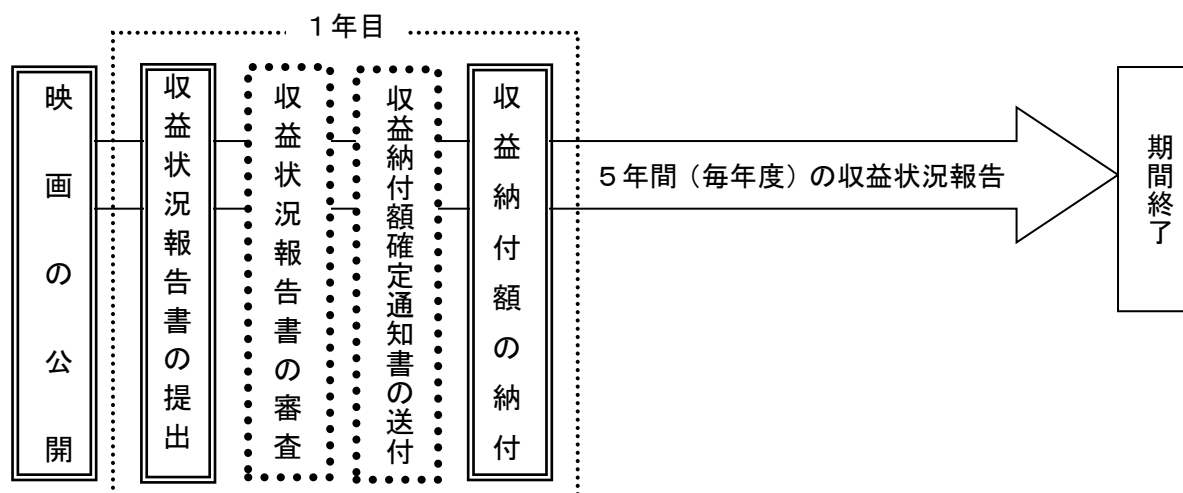 １年目
映画の公開
収益状況報告書の提出
収益状況報告書の審査
収益納付額確定通知書の送付
収益納付額の納付
５年間（毎年度）の収益状況報告
期間終了